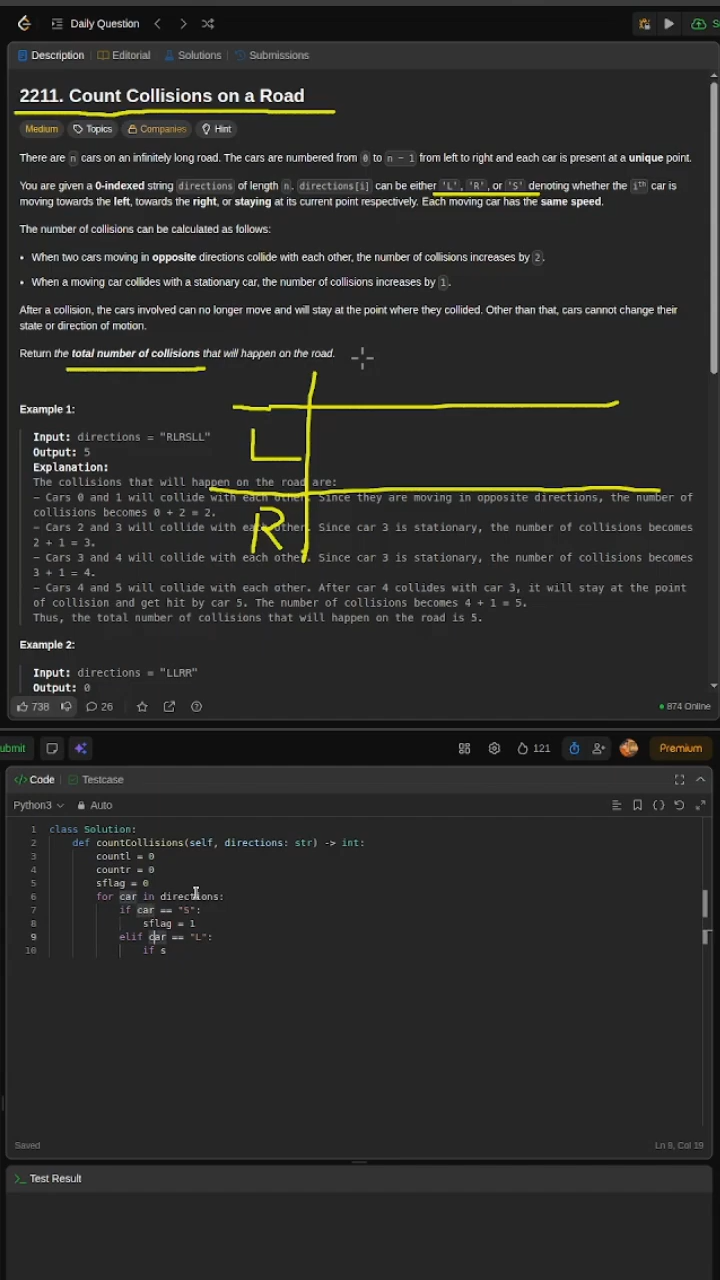 Daily Question
S
Description
Editorial
Solutions
Submissions
2211. Count Collisions on a Road
Medium
Topics
Companies
Hint
There are n cars on an infinitely long road. The cars are numbered from 0 to n - 1 from left to right and each car is present at a unique point.
You are given a 0-indexed string directions of length n. directions[i] can be either 'L', 'R', or 'S' denoting whether the ith car is
moving towards the left, towards the right, or staying at its current point respectively. Each moving car has the same speed.
The number of collisions can be calculated as follows:
• When two cars moving in opposite directions collide with each other, the number of collisions increases by 2.
• When a moving car collides with a stationary car, the number of collisions increases by 1.
After a collision, the cars involved can no longer move and will stay at the point where they collided. Other than that, cars cannot change their
state or direction of motion.
Return the total number of collisions that will happen on the road.
Example 1:
L
Input: directions = "RLRSLL"
Output: 5
Explanation:
The collisions that will happen on the road are:
- Cars 0 and 1 will collide with each other. Since they are moving in opposite directions, the number of
collisions becomes 0 + 2 = 2.
R
- Cars 2 and 3 will collide with each other. Since car 3 is stationary, the number of collisions becomes
2 + 1 = 3.
- Cars 3 and 4 will collide with each other. Since car 3 is stationary, the number of collisions becomes
3 + 1 = 4.
- Cars 4 and 5 will collide with each other. After car 4 collides with car 3, it will stay at the point
of collision and get hit by car 5. The number of collisions becomes 4 + 1 = 5.
Thus, the total number of collisions that will happen on the road is 5.
Example 2:
Input: directions = "LLRR"
Output: 0
738
26
874 Online
ubmit
121
Premium
</> Code
Testcase
Python3
Auto
1 class Solution:
2 def countCollisions(self, directions: str) -> int:
3 countl = 0
4 countr = 0
5 sflag = 0
6 for car in directions:
7 if car == "S":
8 sflag = 1
9 elif car == "L":
10 if s
Saved
Ln 9, Col 19
Test Result